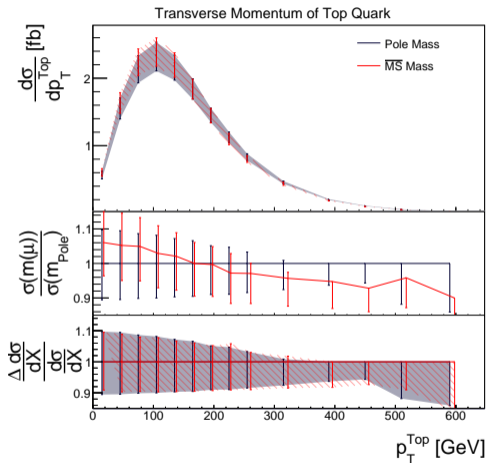 Transverse Momentum of Top Quark
dσ
dp_T^Top [fb]
Pole Mass
M̅S̅ Mass
2
1
σ(m(μ))
σ(m_Pole)
1.1
1
0.9
Δ dσ
dX
dσ
dX
1.1
1
0.9
0 100 200 300 400 500 600 700
p_T^Top [GeV]